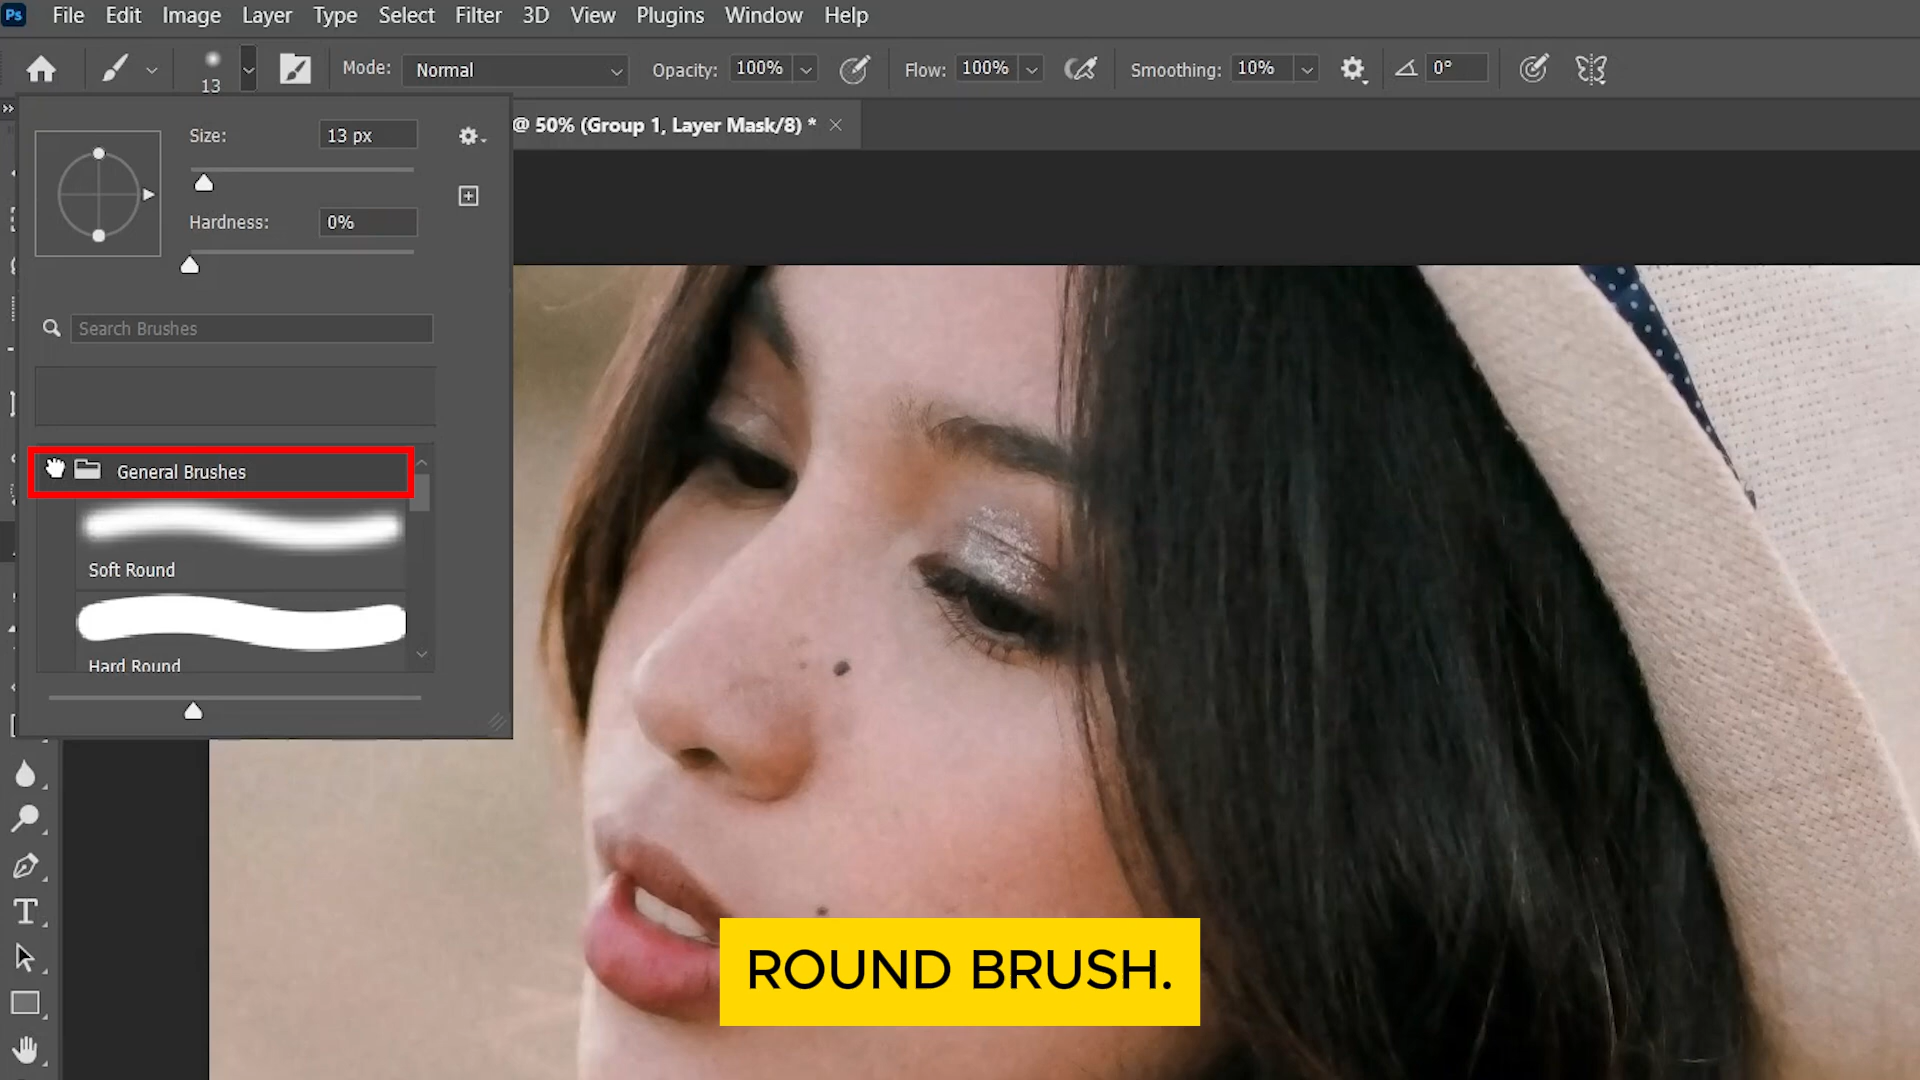 Ps File Edit Image Layer Type Select Filter 3D View Plugins Window Help
13 Mode: Normal Opacity: 100% Flow: 100% Smoothing: 10% 0°
@ 50% (Group 1, Layer Mask/8) *
Size: 13 px
Hardness: 0%
Search Brushes
General Brushes
Soft Round
Hard Round
T
ROUND BRUSH.